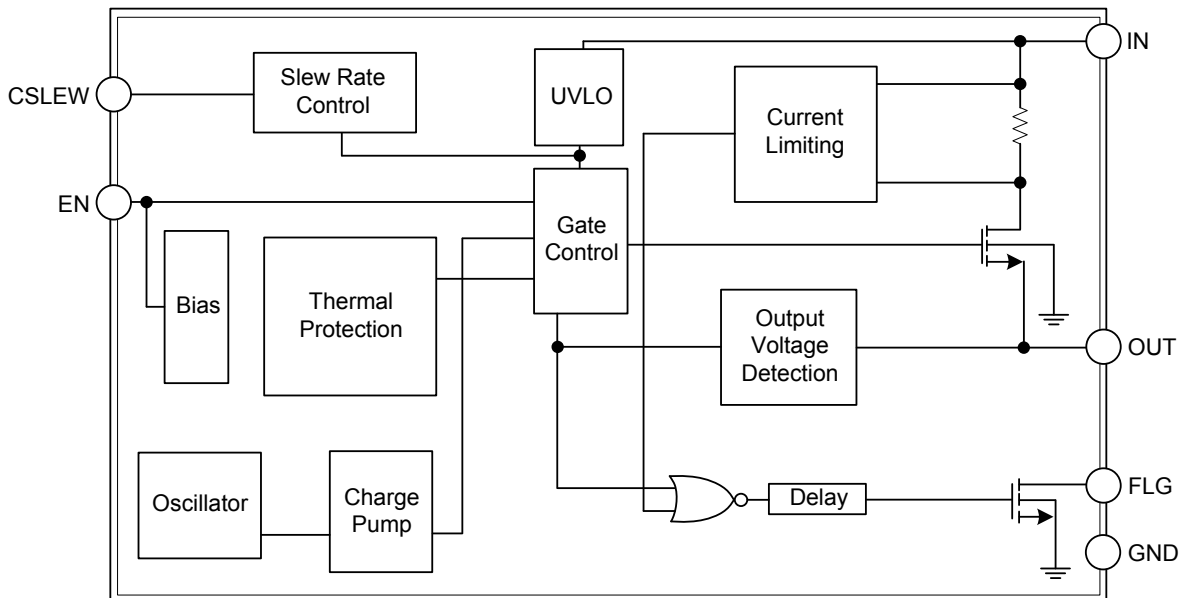 IN
CSLEW
Slew Rate
Control
UVLO
Current
Limiting
EN
Gate
Control
Bias
Thermal
Protection
Output
Voltage
Detection
OUT
Oscillator
Charge
Pump
Delay
FLG
GND